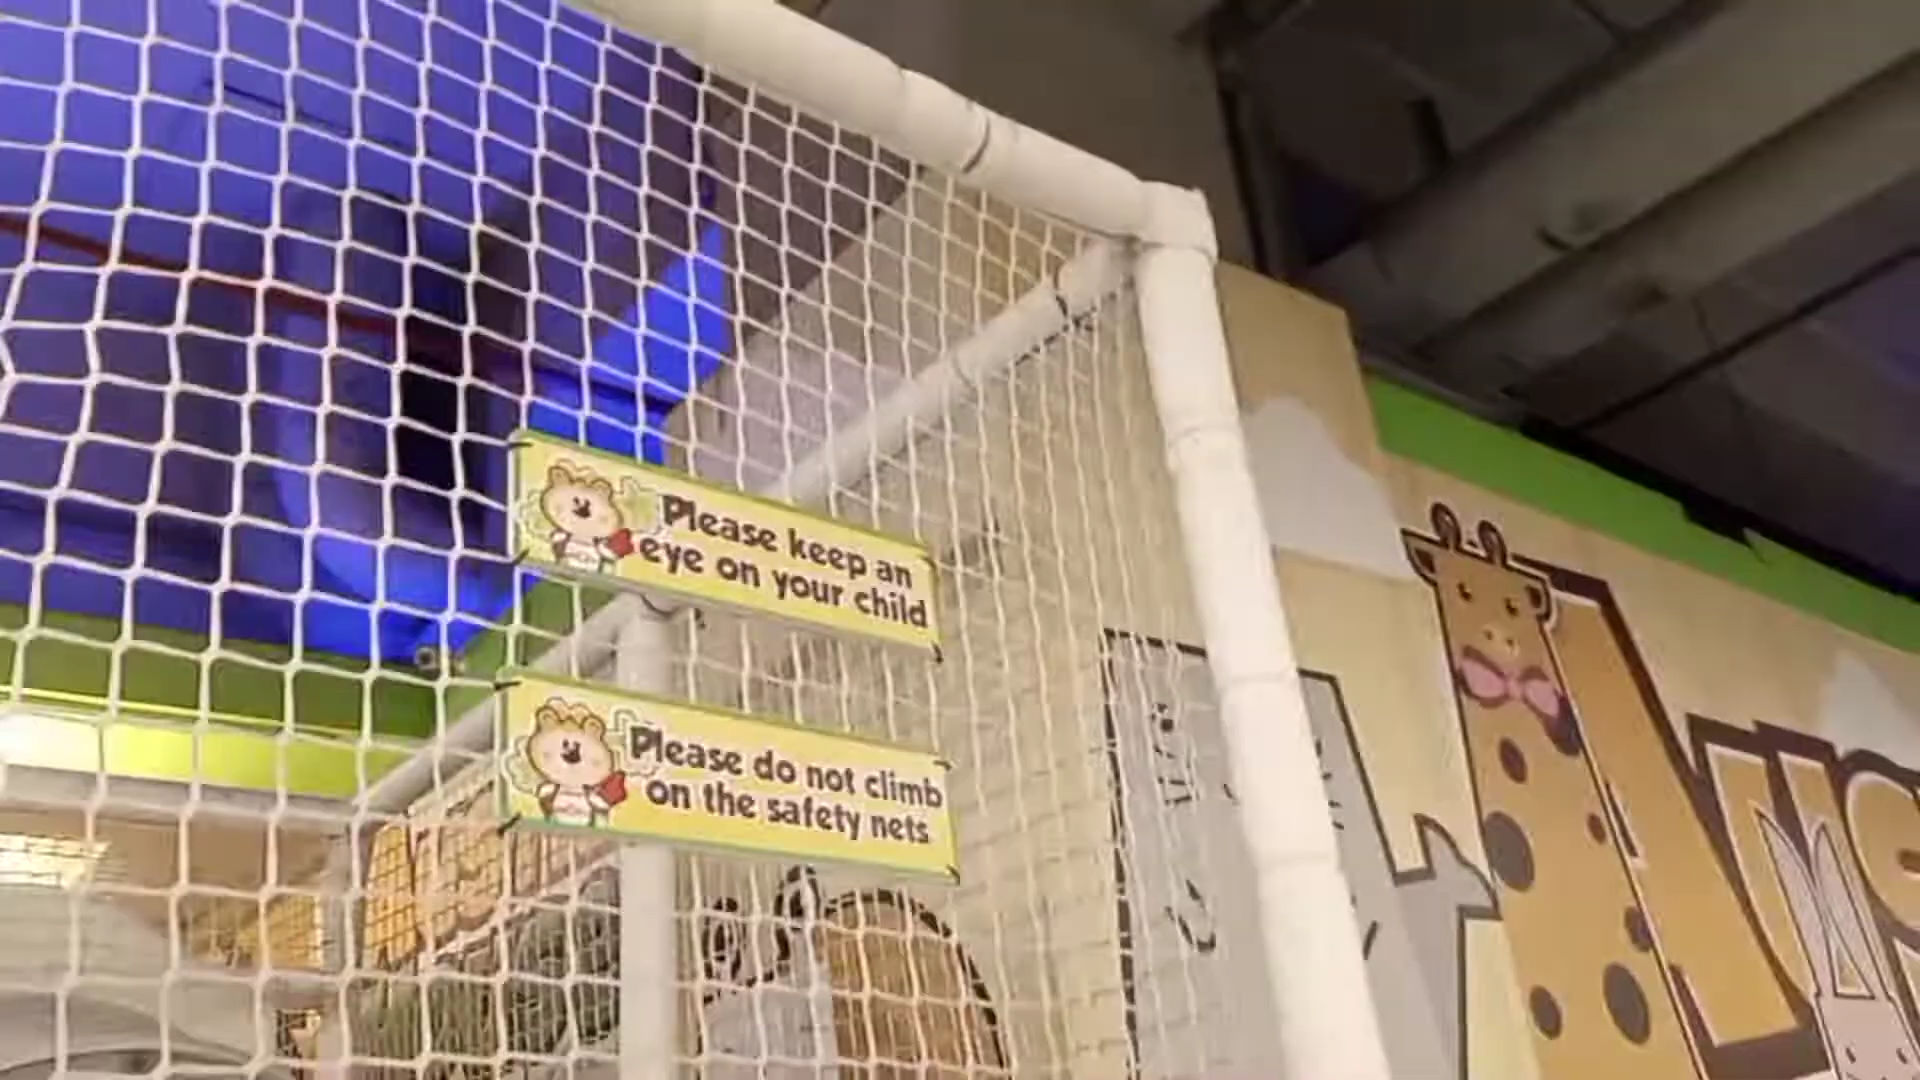 Please keep an
eye on your child
Please do not climb
on the safety nets